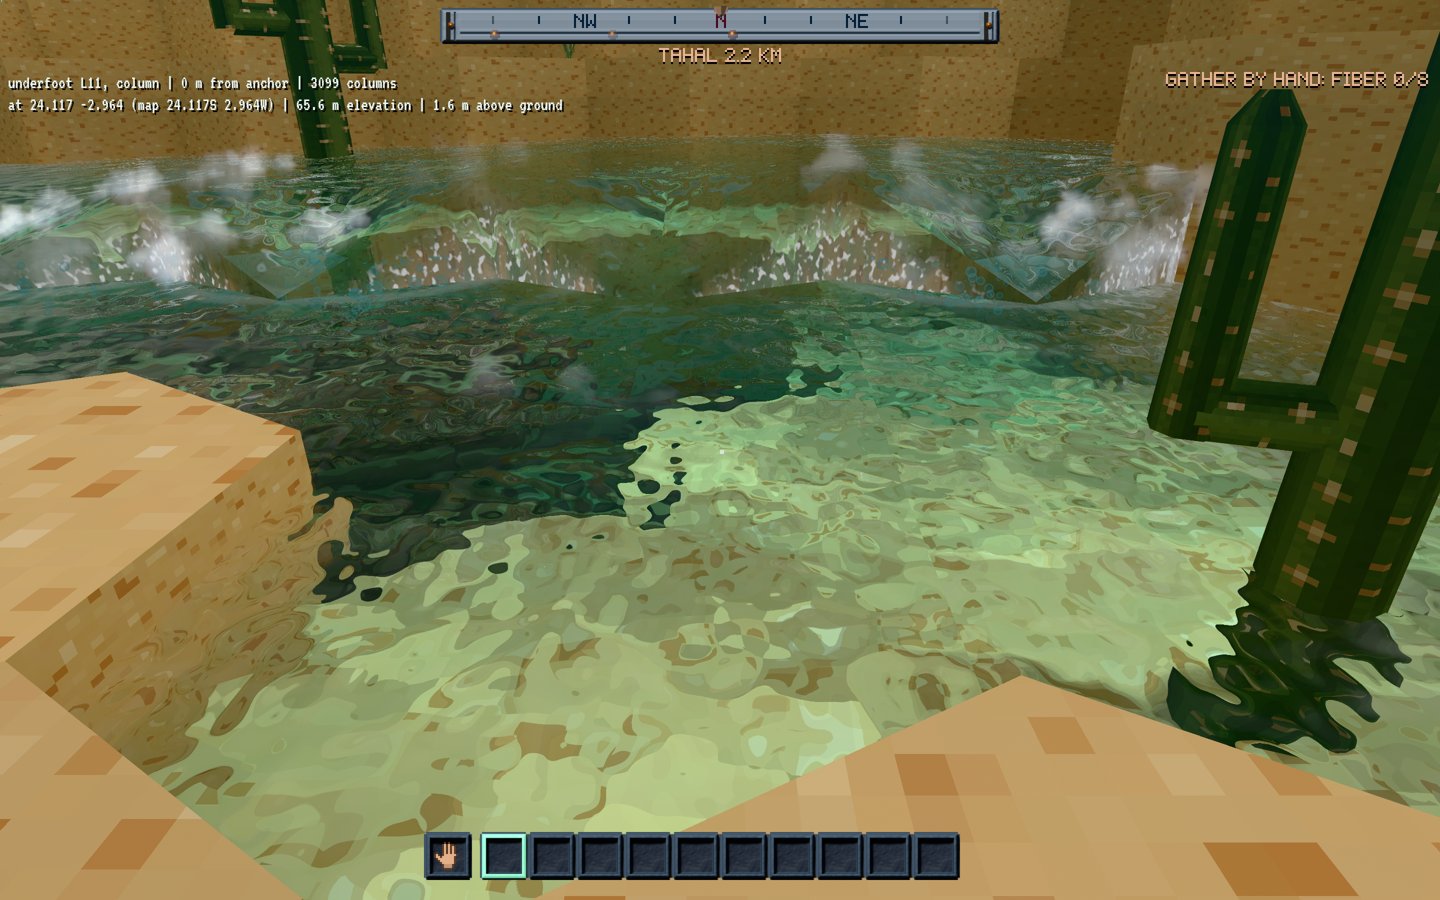 NW M NE
TAHAL 2.2 KM
underfoot L11, column | 0 m from anchor | 3099 columns
GATHER BY HAND: FIBER 0/8
at 24.117 -2.964 (map 24.117S 2.964W) | 65.6 m elevation | 1.6 m above ground